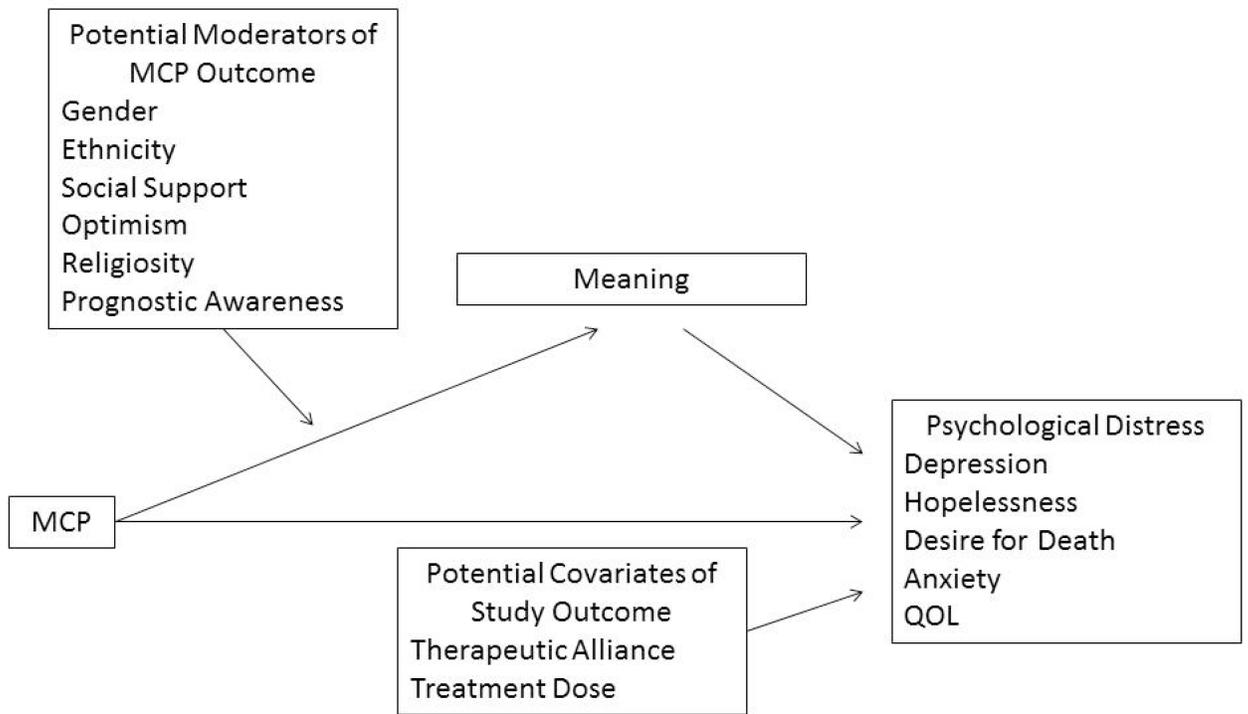 Potential Moderators of
MCP Outcome
Gender
Ethnicity
Social Support
Optimism
Religiosity
Prognostic Awareness
Meaning
MCP
Psychological Distress
Depression
Hopelessness
Desire for Death
Anxiety
QOL
Potential Covariates of
Study Outcome
Therapeutic Alliance
Treatment Dose